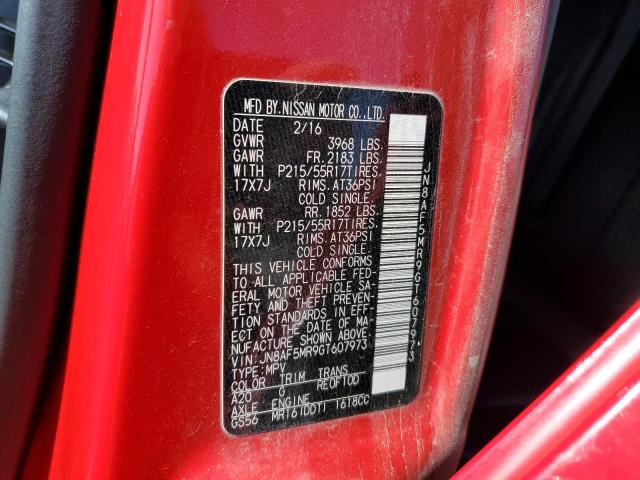 MFD BY.NISSAN MOTOR CO.,LTD.
DATE 2/16
GVWR 3968 LBS.
GAWR FR. 2183 LBS.
WITH P215/55R17TIRES.
17X7J RIMS. AT36PSI
COLD SINGLE.
GAWR RR. 1852 LBS.
WITH P215/55R17TIRES.
17X7J RIMS. AT36PSI
COLD SINGLE.
THIS VEHICLE CONFORMS
TO ALL APPLICABLE FED-
ERAL MOTOR VEHICLE SA-
FETY AND THEFT PREVEN-
TION STANDARDS IN EFF-
ECT ON THE DATE OF MA-
NUFACTURE SHOWN ABOVE.
VIN: JN8AF5MR9GT607973
TYPE: MPV
COLOR TRIM TRANS
A20 G RE0F10D
AXLE ENGINE
GS56 MR16(DDT) 1618CC
JN8AF5MR9GT607973